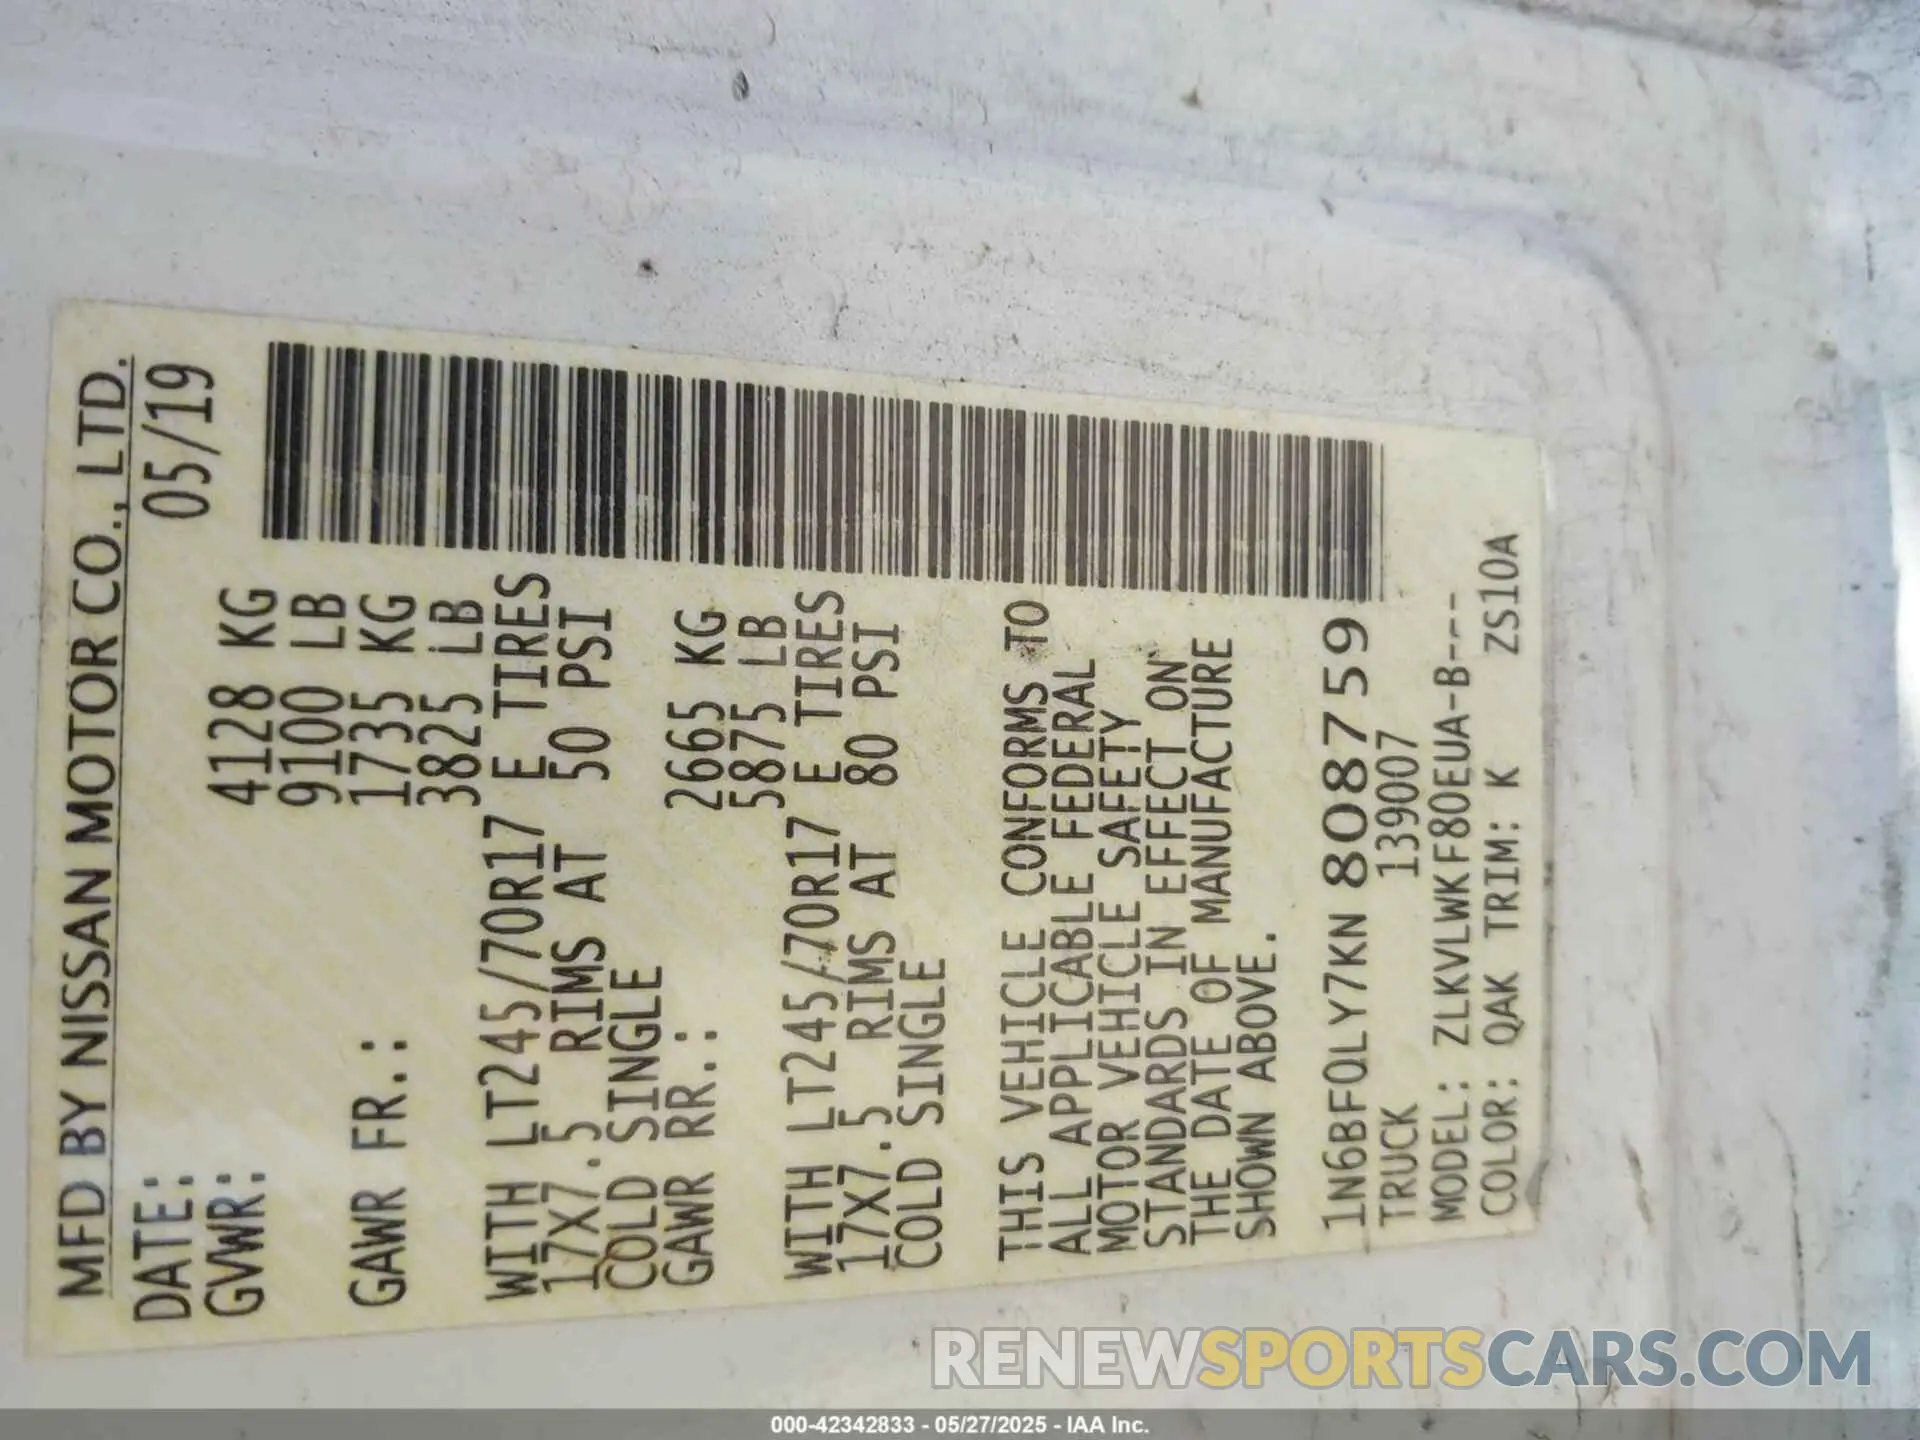 MFD BY NISSAN MOTOR CO., LTD.
DATE: 05/19
GVWR: 4128 KG
9100 LB
GAWR FR.: 1735 KG
3825 LB
WITH LT245/70R17 E TIRES
17X7.5 RIMS AT 50 PSI
COLD SINGLE
GAWR RR.: 2665 KG
5875 LB
WITH LT245/70R17 E TIRES
17X7.5 RIMS AT 80 PSI
COLD SINGLE
THIS VEHICLE CONFORMS TO
ALL APPLICABLE FEDERAL
MOTOR VEHICLE SAFETY
STANDARDS IN EFFECT ON
THE DATE OF MANUFACTURE
SHOWN ABOVE.
1N6BF0LY7KN 808759
TRUCK 139007
MODEL: ZLKVLWKF80EUA-B---
COLOR: QAK TRIM: K ZS10A
RENEWSPORTSCARS.COM
000-42342833 - 05/27/2025 - IAA Inc.